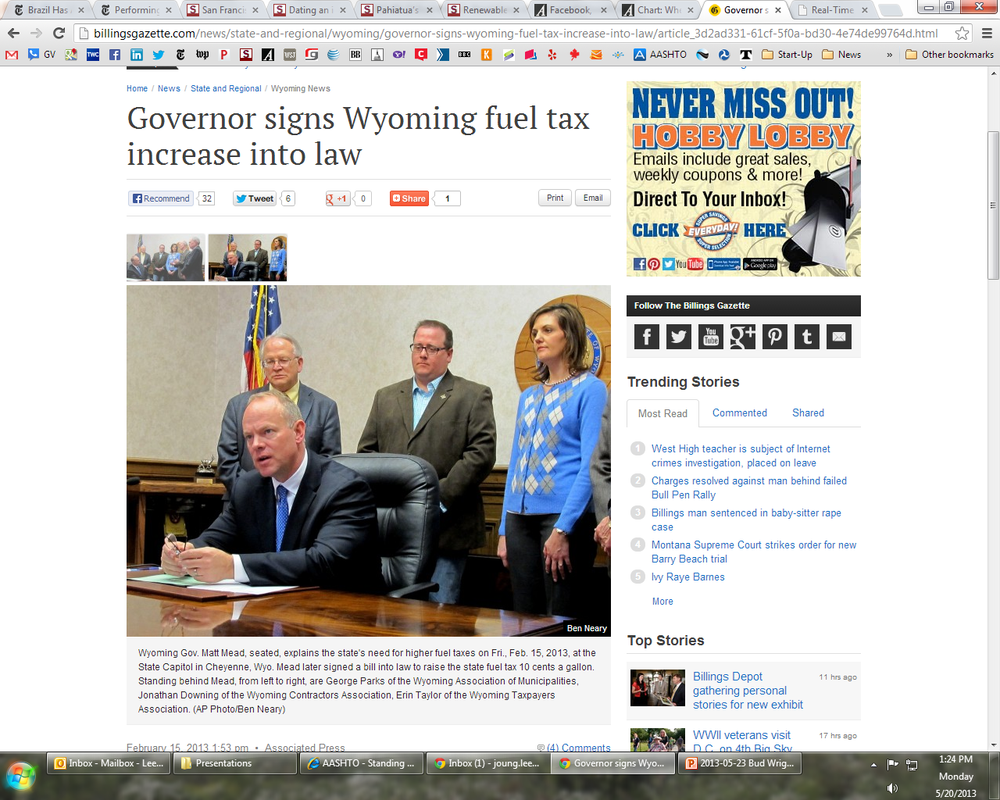 Brazil Has
Performing
San Francis
Dating an
Pahiatua's
Renewable
Facebook,
Chart: Whe
Governor s
Real-Time
billingsgazette.com/news/state-and-regional/wyoming/governor-signs-wyoming-fuel-tax-increase-into-law/article_3d2ad331-61cf-5f0a-bd30-4e74de99764d.html
GV
AASHTO
Start-Up
News
»
Other bookmarks
Home / News / State and Regional / Wyoming News
Governor signs Wyoming fuel tax
increase into law
Recommend 32
Tweet 6
+1 0
Share 1
Print
Email
Ben Neary
Wyoming Gov. Matt Mead, seated, explains the state's need for higher fuel taxes on Fri., Feb. 15, 2013, at the
State Capitol in Cheyenne, Wyo. Mead later signed a bill into law to raise the state fuel tax 10 cents a gallon.
Standing behind Mead, from left to right, are George Parks of the Wyoming Association of Municipalities,
Jonathan Downing of the Wyoming Contractors Association, Erin Taylor of the Wyoming Taxpayers
Association. (AP Photo/Ben Neary)
February 15, 2013 1:53 pm • Associated Press
(4) Comments
NEVER MISS OUT!
HOBBY LOBBY
Emails include great sales,
weekly coupons & more!
Direct To Your Inbox!
CLICK
SUPER SAVINGS
EVERYDAY!
SUPER SELECTION
HERE
YouTube
Google play
Follow The Billings Gazette
Trending Stories
Most Read
Commented
Shared
1 West High teacher is subject of Internet
crimes investigation, placed on leave
2 Charges resolved against man behind failed
Bull Pen Rally
3 Billings man sentenced in baby-sitter rape
case
4 Montana Supreme Court strikes order for new
Barry Beach trial
5 Ivy Raye Barnes
More
Top Stories
Billings Depot 11 hrs ago
gathering personal
stories for new exhibit
WWII veterans visit 17 hrs ago
D.C. on 4th Big Sky
Inbox - Mailbox - Lee...
Presentations
AASHTO - Standing ...
Inbox (1) - joung.lee...
Governor signs Wyo...
2013-05-23 Bud Wrig...
1:24 PM
Monday
5/20/2013